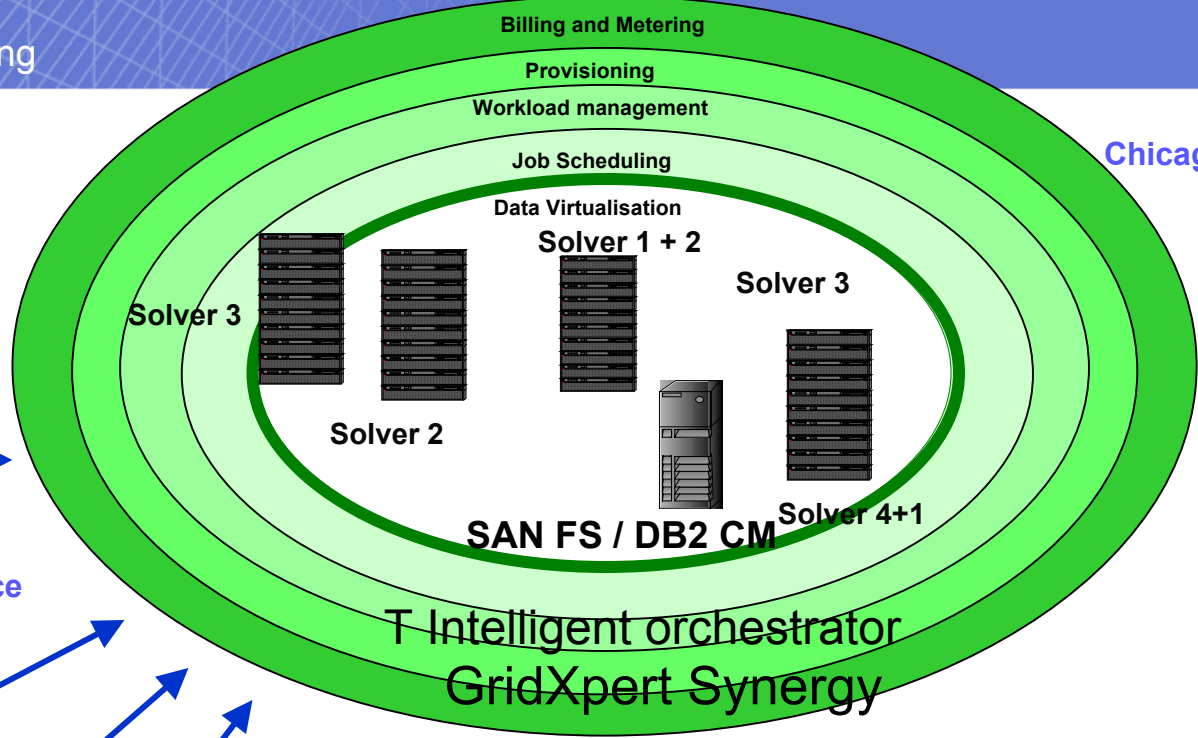 Billing and Metering
ng
Provisioning
Workload management
Chicag
Job Scheduling
Data Virtualisation
Solver 1 + 2
Solver 3
Solver 3
Solver 2
Solver 4+1
SAN FS / DB2 CM
ce
T Intelligent orchestrator
GridXpert Synergy